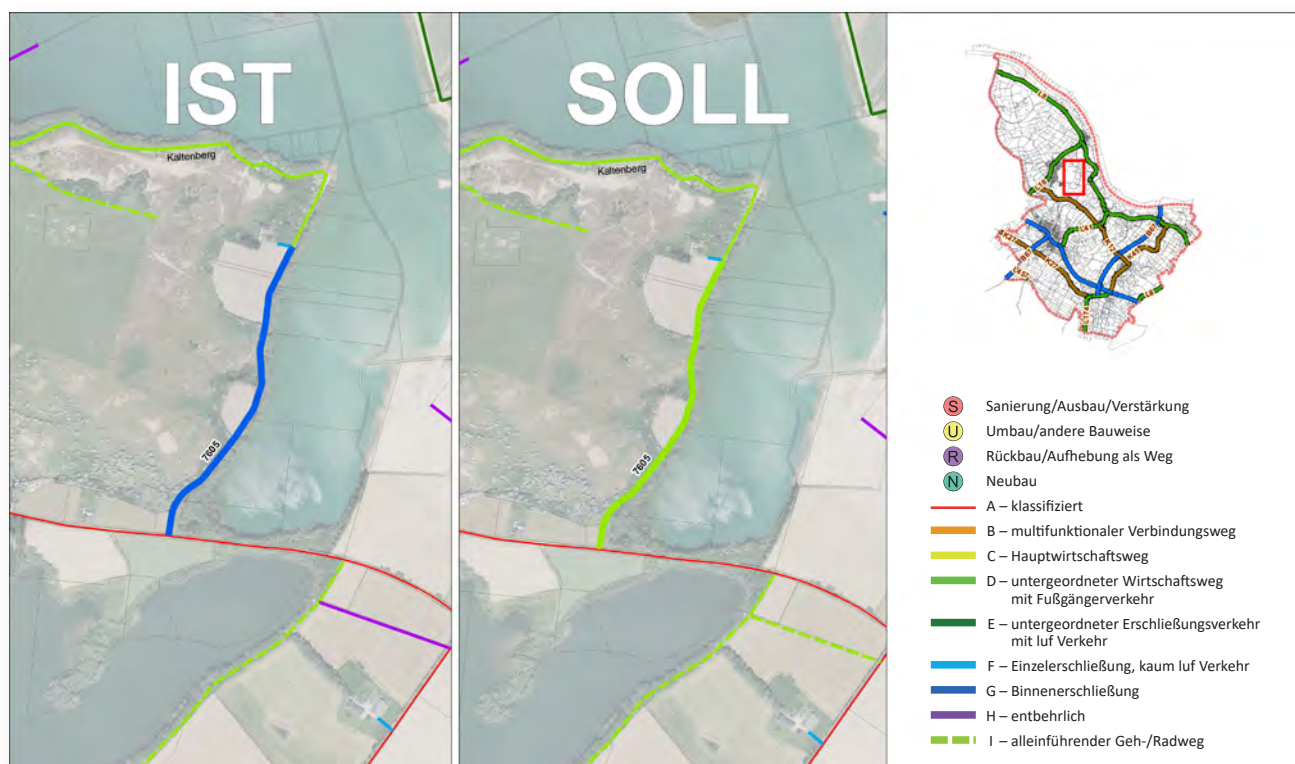 IST
Kaltenberg
7605
SOLL
Kaltenberg
7605
S Sanierung/Ausbau/Verstärkung
U Umbau/andere Bauweise
R Rückbau/Aufhebung als Weg
N Neubau
A – klassifiziert
B – multifunktionaler Verbindungsweg
C – Hauptwirtschaftsweg
D – untergeordneter Wirtschaftsweg
mit Fußgängerverkehr
E – untergeordneter Erschließungsverkehr
mit luf Verkehr
F – Einzelerschließung, kaum luf Verkehr
G – Binnenerschließung
H – entbehrlich
I – alleinführender Geh-/Radweg